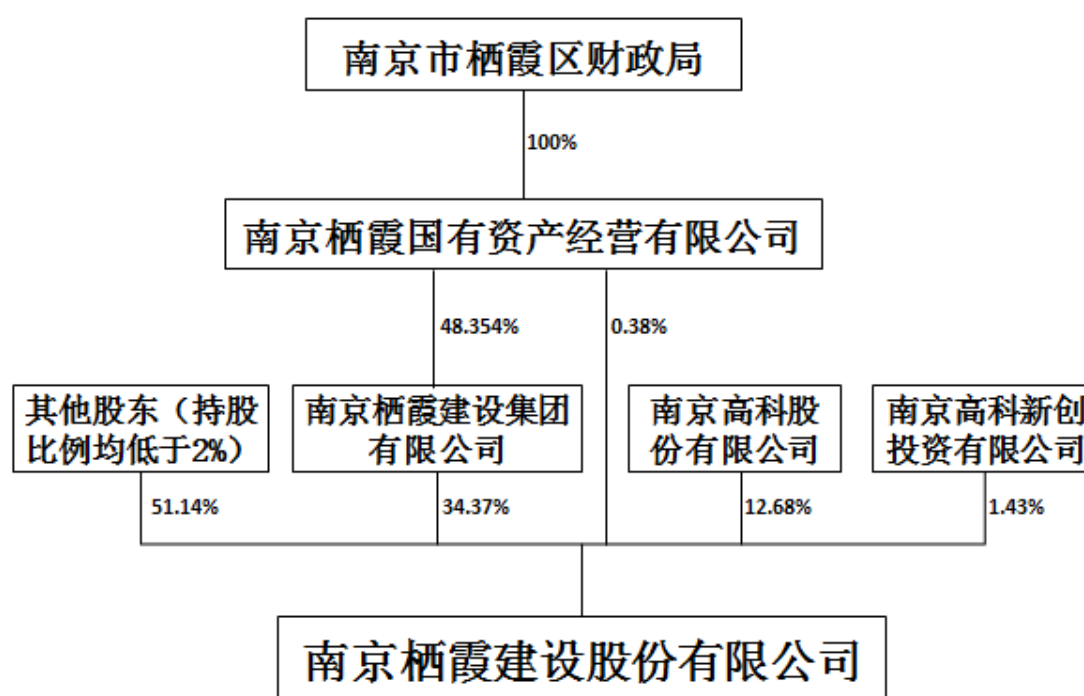 南京市栖霞区财政局
100%
南京栖霞国有资产经营有限公司
48.354%
0.38%
其他股东（持股
比例均低于2%）
南京栖霞建设集团
有限公司
南京高科股
份有限公司
南京高科新创
投资有限公司
51.14%
34.37%
12.68%
1.43%
南京栖霞建设股份有限公司